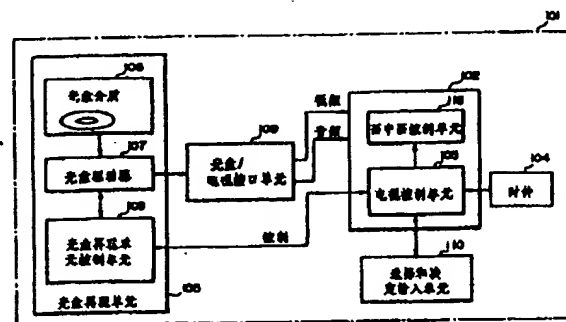 101
106
光盘介质
107
光盘驱动器
108
光盘再现单
元控制单元
光盘再现单元
105
109
光盘/
电视接口单元
视频
音频
控制
102
画中画控制单元
103
电视控制单元
104
时钟
110
选择和决
定输入单元